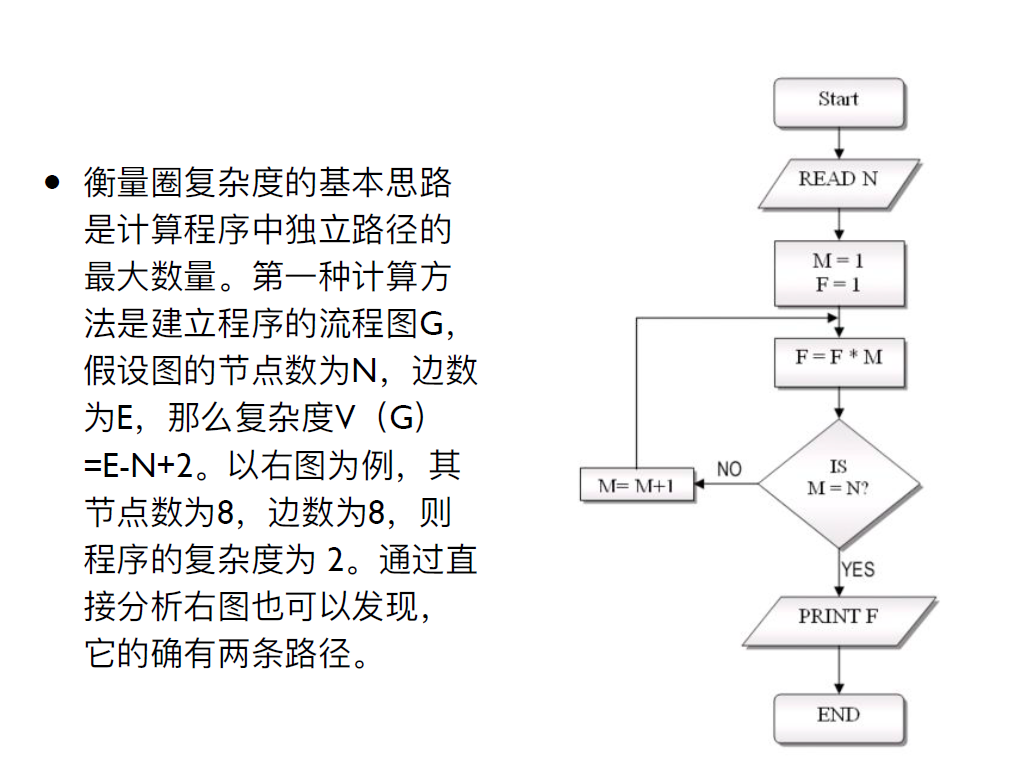 衡量圈复杂度的基本思路
是计算程序中独立路径的
最大数量。第一种计算方
法是建立程序的流程图G，
假设图的节点数为N，边数
为E，那么复杂度V（G）
=E-N+2。以右图为例，其
节点数为8，边数为8，则
程序的复杂度为 2。通过直
接分析右图也可以发现，
它的确有两条路径。
Start
READ N
M = 1
F = 1
F = F * M
IS
M = N?
NO
M= M+1
YES
PRINT F
END